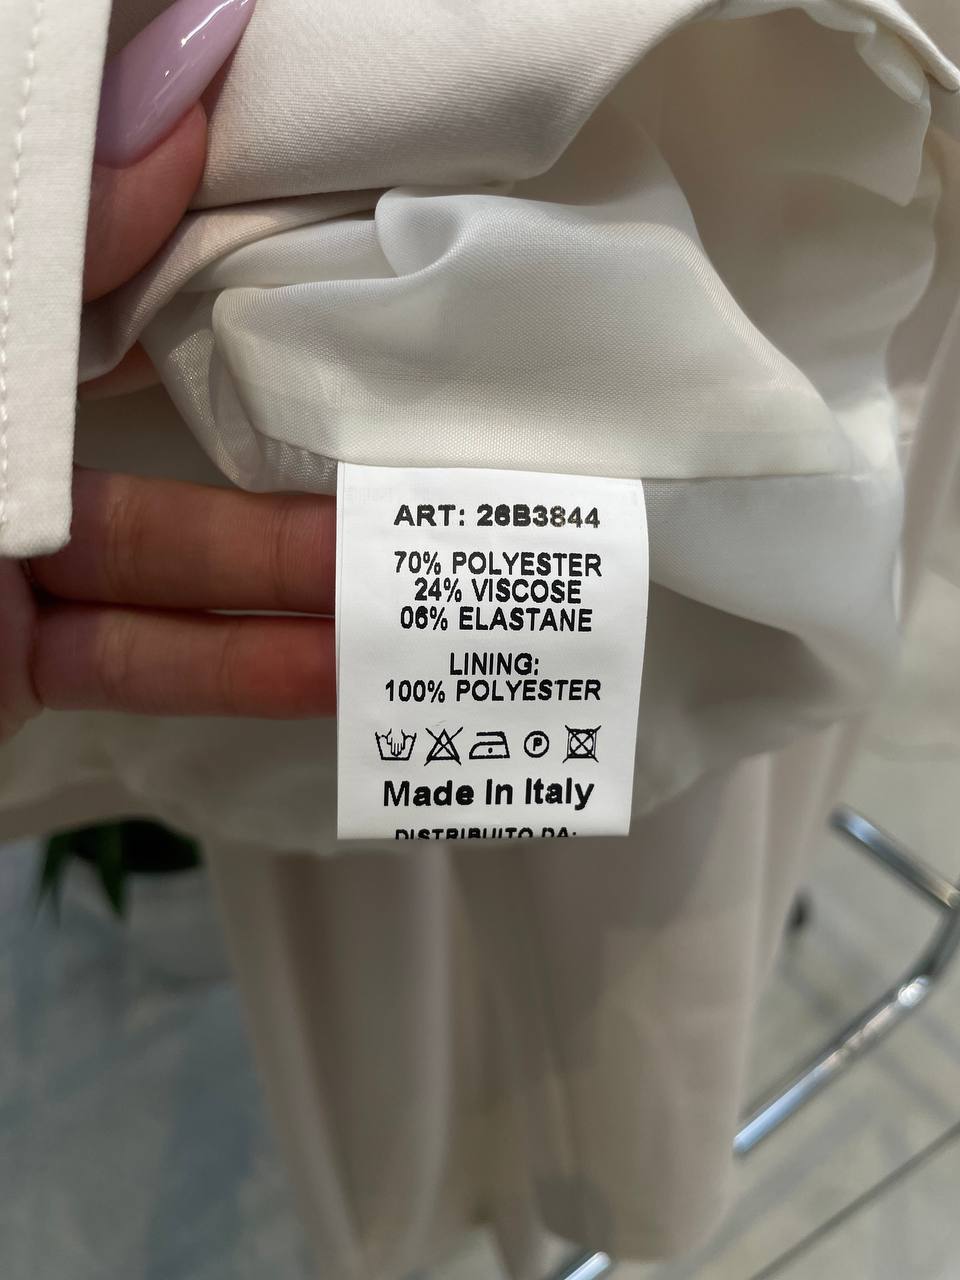 ART: 26B3844
70% POLYESTER
24% VISCOSE
06% ELASTANE
LINING:
100% POLYESTER
P
Made In Italy
DISTRIBUITO DA: